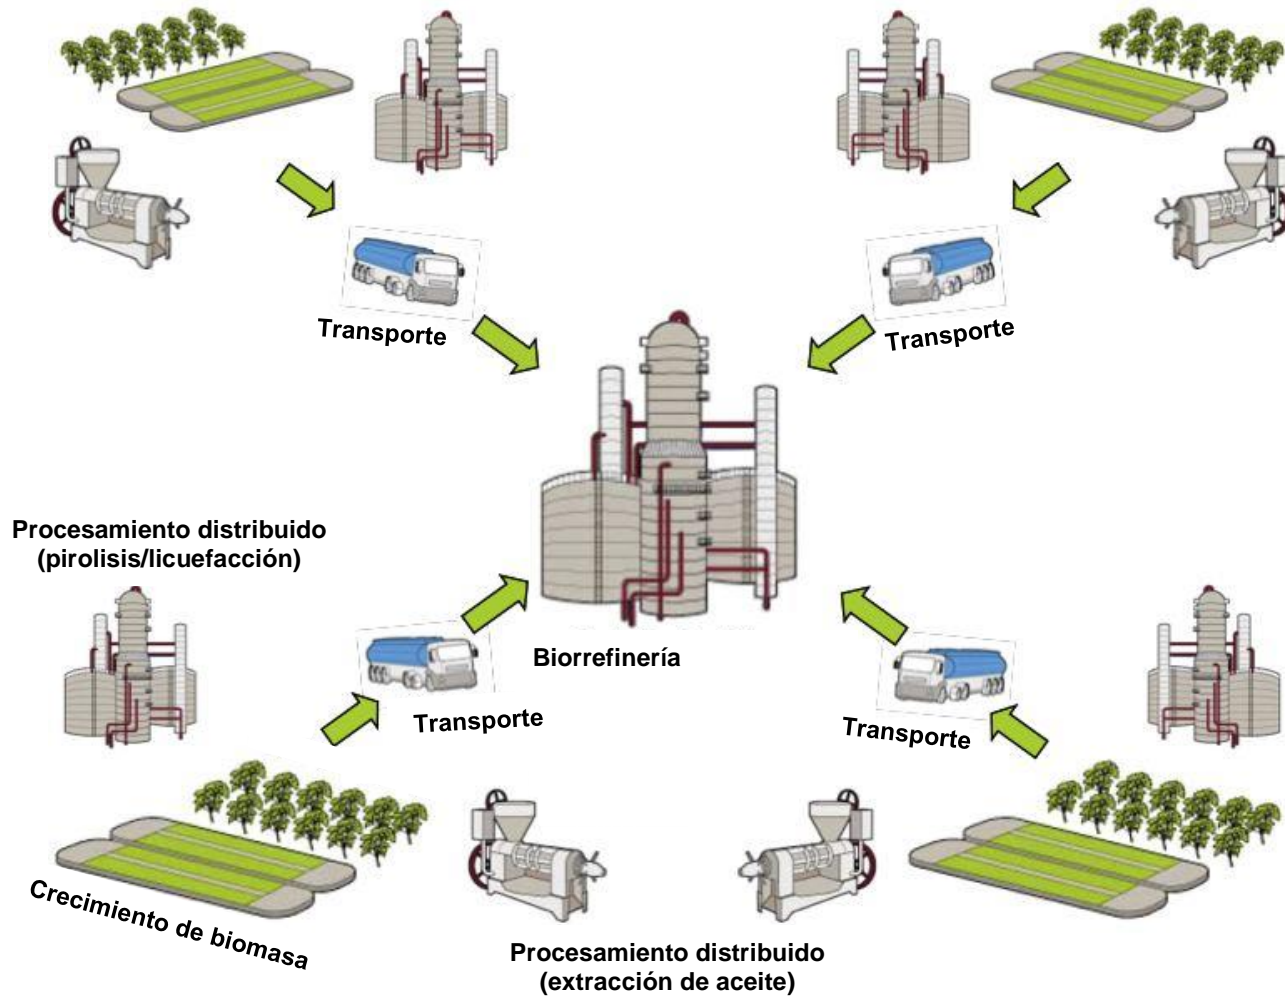 Transporte
Transporte
Procesamiento distribuido
(pirolisis/licuefacción)
Biorrefinería
Transporte
Transporte
Crecimiento de biomasa
Procesamiento distribuido
(extracción de aceite)